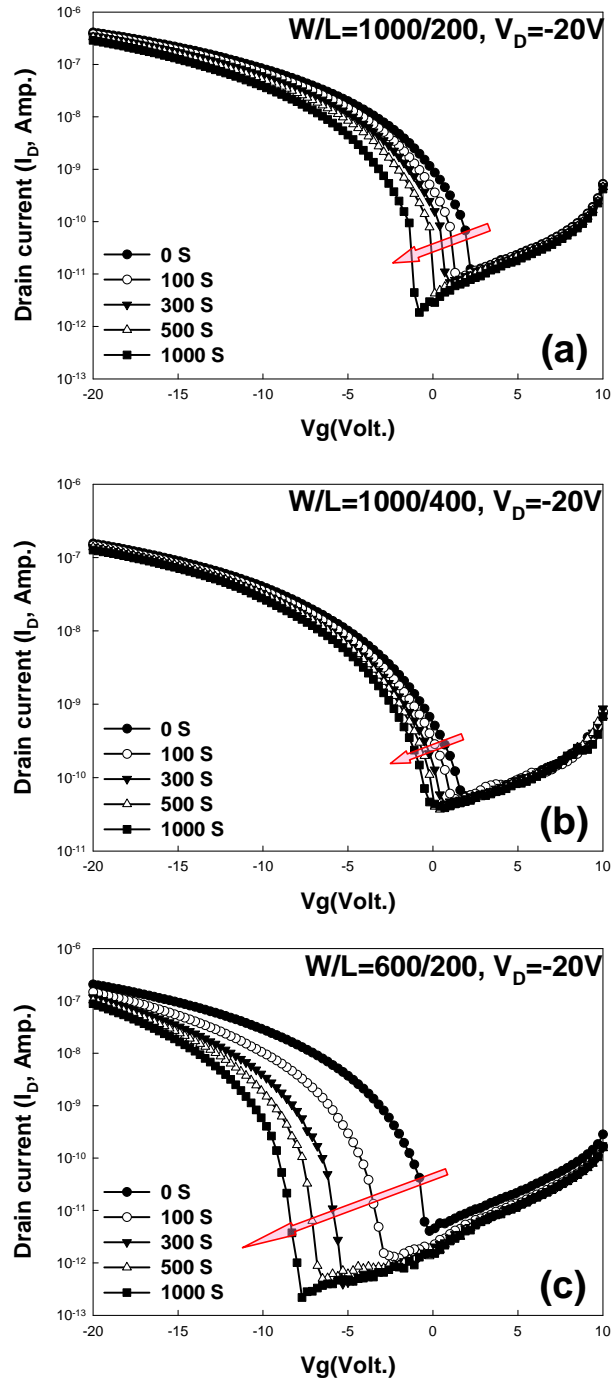 W/L=1000/200, V_D=-20V
Drain current (I_D, Amp.)
10^-6
10^-7
10^-8
10^-9
10^-10
10^-11
10^-12
10^-13
0 S
100 S
300 S
500 S
1000 S
(a)
-20 -15 -10 -5 0 5 10
Vg(Volt.)
W/L=1000/400, V_D=-20V
Drain current (I_D, Amp.)
10^-6
10^-7
10^-8
10^-9
10^-10
10^-11
0 S
100 S
300 S
500 S
1000 S
(b)
-20 -15 -10 -5 0 5 10
Vg(Volt.)
W/L=600/200, V_D=-20V
Drain current (I_D, Amp.)
10^-6
10^-7
10^-8
10^-9
10^-10
10^-11
10^-12
10^-13
0 S
100 S
300 S
500 S
1000 S
(c)
-20 -15 -10 -5 0 5 10
Vg(Volt.)